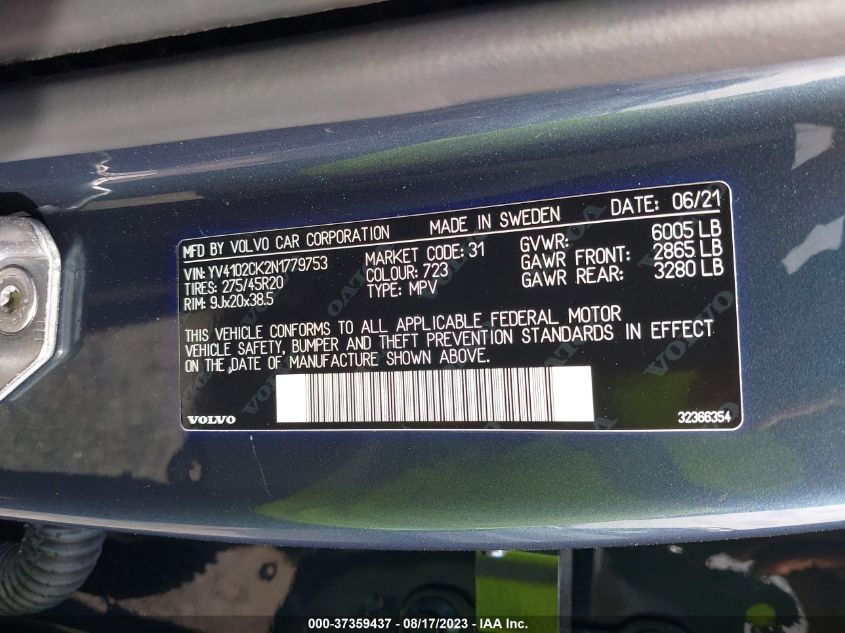 MFD BY VOLVO CAR CORPORATION MADE IN SWEDEN DATE: 06/21
VIN: YV4102CK2N1779753 MARKET CODE: 31 GVWR: 6005 LB
TIRES: 275/45R20 COLOUR: 723 GAWR FRONT: 2865 LB
RIM: 9Jx20x38.5 TYPE: MPV GAWR REAR: 3280 LB
THIS VEHICLE CONFORMS TO ALL APPLICABLE FEDERAL MOTOR
VEHICLE SAFETY, BUMPER AND THEFT PREVENTION STANDARDS IN EFFECT
ON THE DATE OF MANUFACTURE SHOWN ABOVE.
VOLVO 32366354
000-37359437 - 08/17/2023 - IAA Inc.